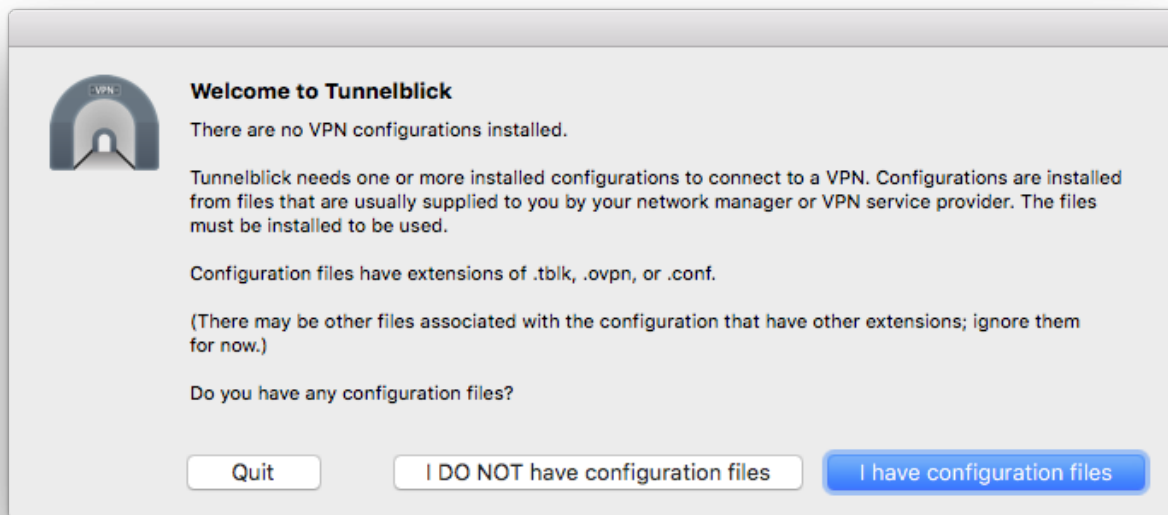 VPN
Welcome to Tunnelblick
There are no VPN configurations installed.
Tunnelblick needs one or more installed configurations to connect to a VPN. Configurations are installed
from files that are usually supplied to you by your network manager or VPN service provider. The files
must be installed to be used.
Configuration files have extensions of .tblk, .ovpn, or .conf.
(There may be other files associated with the configuration that have other extensions; ignore them
for now.)
Do you have any configuration files?
Quit
I DO NOT have configuration files
I have configuration files